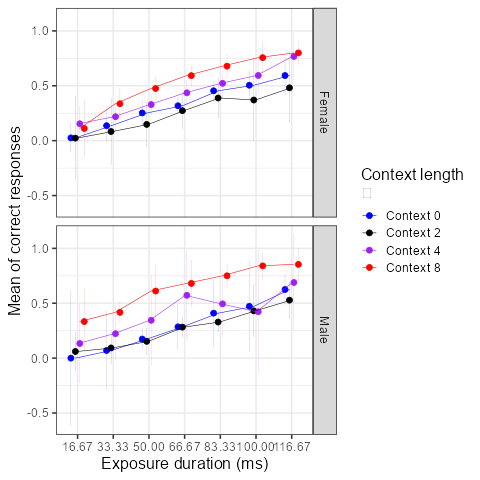 1.0
0.5
0.0
-0.5
Female
1.0
0.5
0.0
-0.5
Male
Mean of correct responses
16.67 33.33 50.00 66.67 83.33 100.00 116.67
Exposure duration (ms)
Context length
Context 0
Context 2
Context 4
Context 8